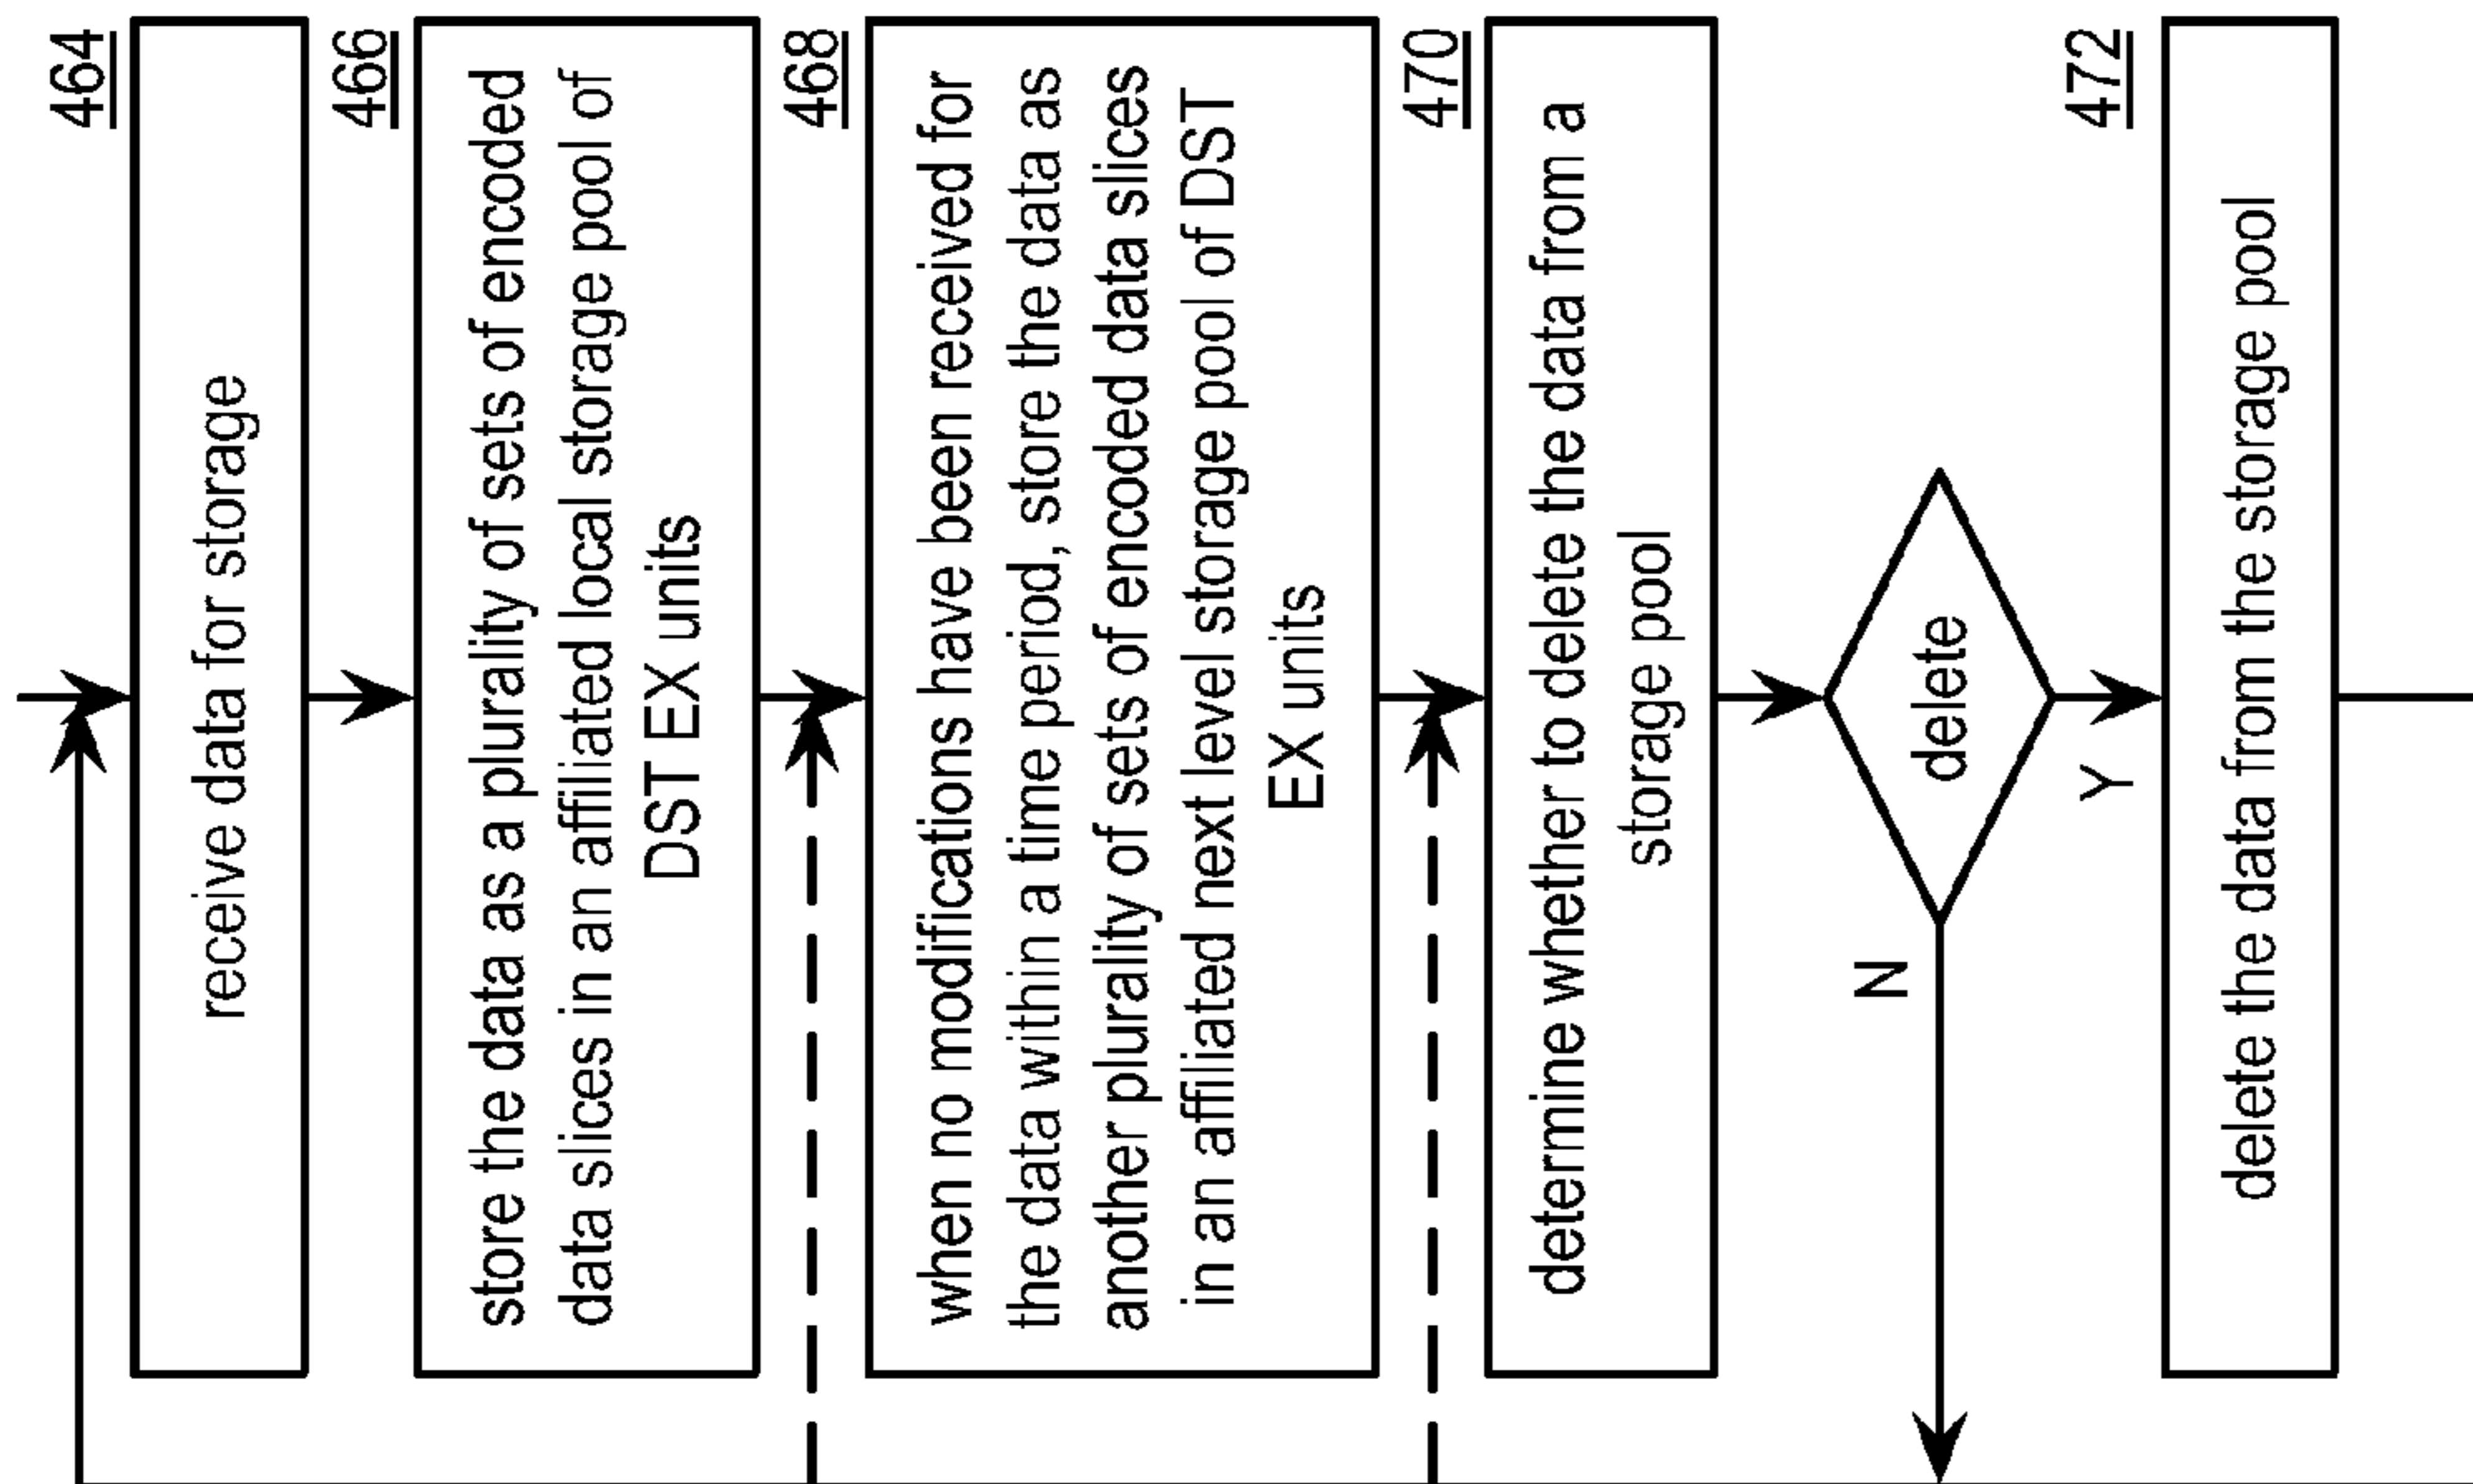 464
receive data for storage
466
store the data as a plurality of sets of encoded
data slices in an affiliated local storage pool of
DST EX units
468
when no modifications have been received for
the data within a time period, store the data as
another plurality of sets of encoded data slices
in an affiliated next level storage pool of DST
EX units
470
determine whether to delete the data from a
storage pool
delete
N
Y
472
delete the data from the storage pool